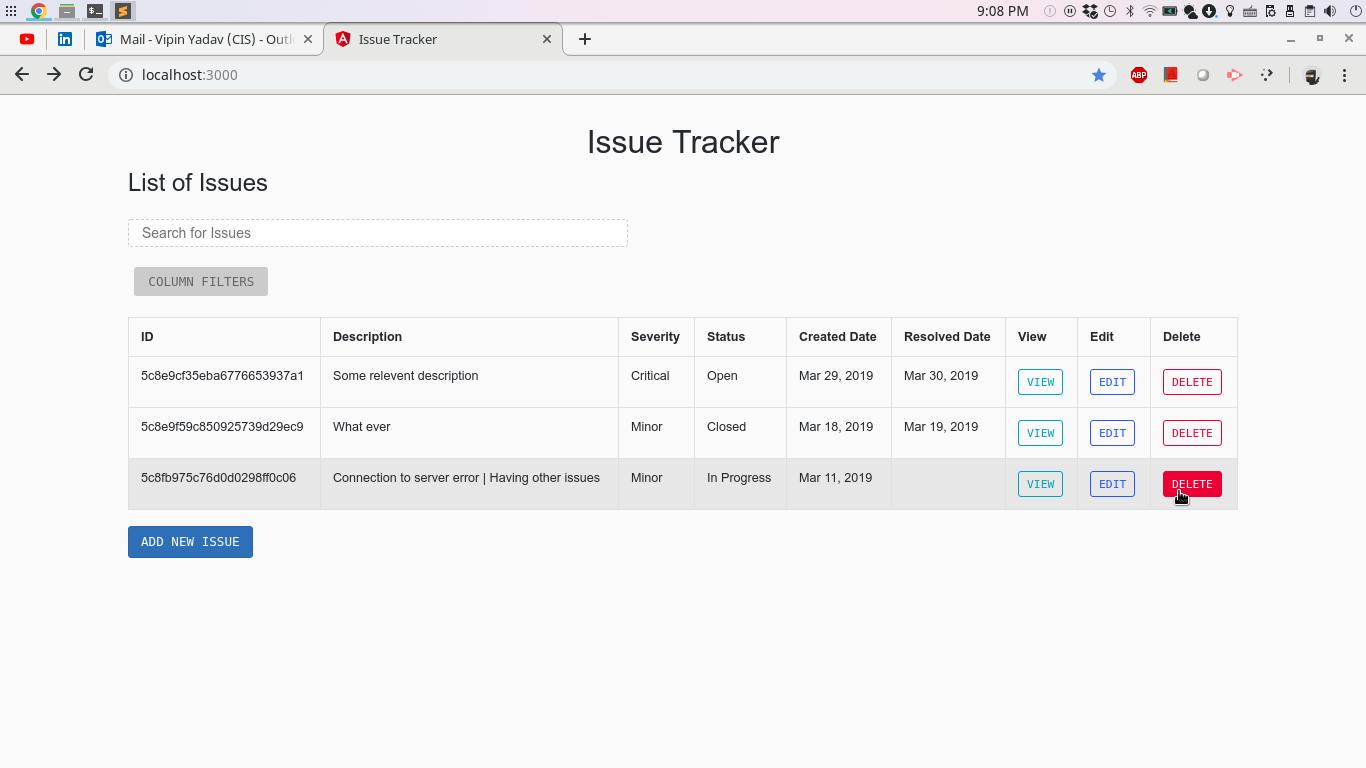 9:08 PM
Mail - Vipin Yadav (CIS) - Outl
Issue Tracker
localhost:3000
ABP
Issue Tracker
List of Issues
Search for Issues
COLUMN FILTERS
ID Description Severity Status Created Date Resolved Date View Edit Delete
5c8e9cf35eba6776653937a1 Some relevent description Critical Open Mar 29, 2019 Mar 30, 2019 VIEW EDIT DELETE
5c8e9f59c850925739d29ec9 What ever Minor Closed Mar 18, 2019 Mar 19, 2019 VIEW EDIT DELETE
5c8fb975c76d0d0298ff0c06 Connection to server error | Having other issues Minor In Progress Mar 11, 2019 VIEW EDIT DELETE
ADD NEW ISSUE